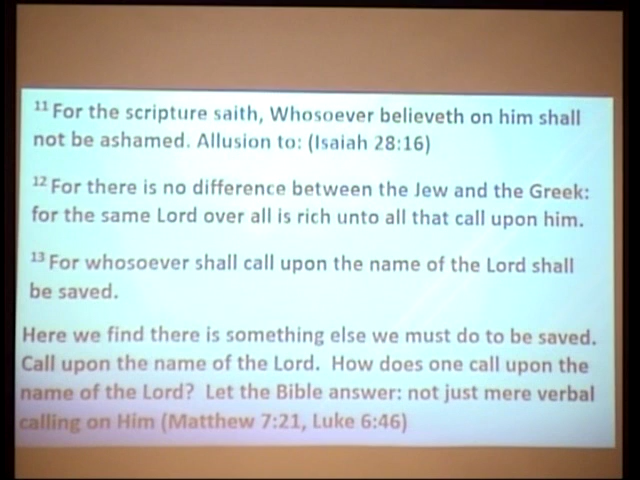 11 For the scripture saith, Whosoever believeth on him shall
not be ashamed. Allusion to: (Isaiah 28:16)
12 For there is no difference between the Jew and the Greek:
for the same Lord over all is rich unto all that call upon him.
13 For whosoever shall call upon the name of the Lord shall
be saved.
Here we find there is something else we must do to be saved.
Call upon the name of the Lord.  How does one call upon the
name of the Lord?  Let the Bible answer: not just mere verbal
calling on Him (Matthew 7:21, Luke 6:46)